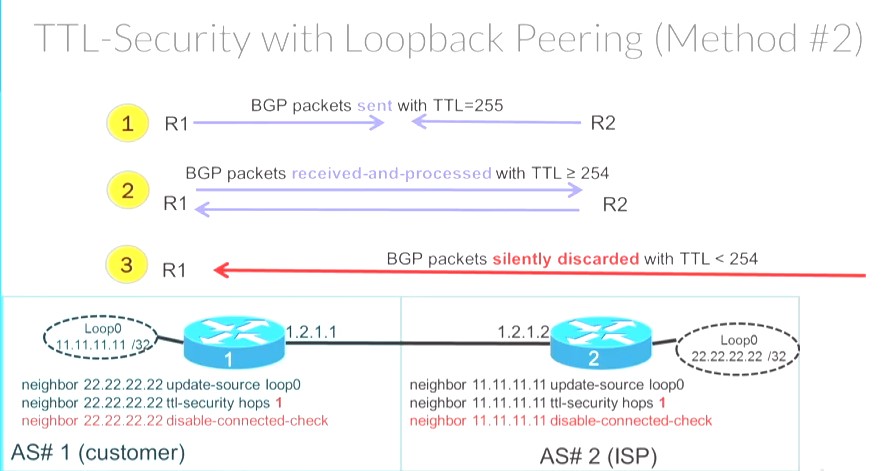 TTL-Security with Loopback Peering (Method #2)
BGP packets sent with TTL=255
1 R1 R2
BGP packets received-and-processed with TTL ≥ 254
2 R1 R2
BGP packets silently discarded with TTL < 254
3 R1
Loop0
11.11.11.11 /32
1.2.1.1
1
1.2.1.2
2
Loop0
22.22.22.22 /32
neighbor 22.22.22.22 update-source loop0
neighbor 22.22.22.22 ttl-security hops 1
neighbor 22.22.22.22 disable-connected-check
AS# 1 (customer)
neighbor 11.11.11.11 update-source loop0
neighbor 11.11.11.11 ttl-security hops 1
neighbor 11.11.11.11 disable-connected-check
AS# 2 (ISP)